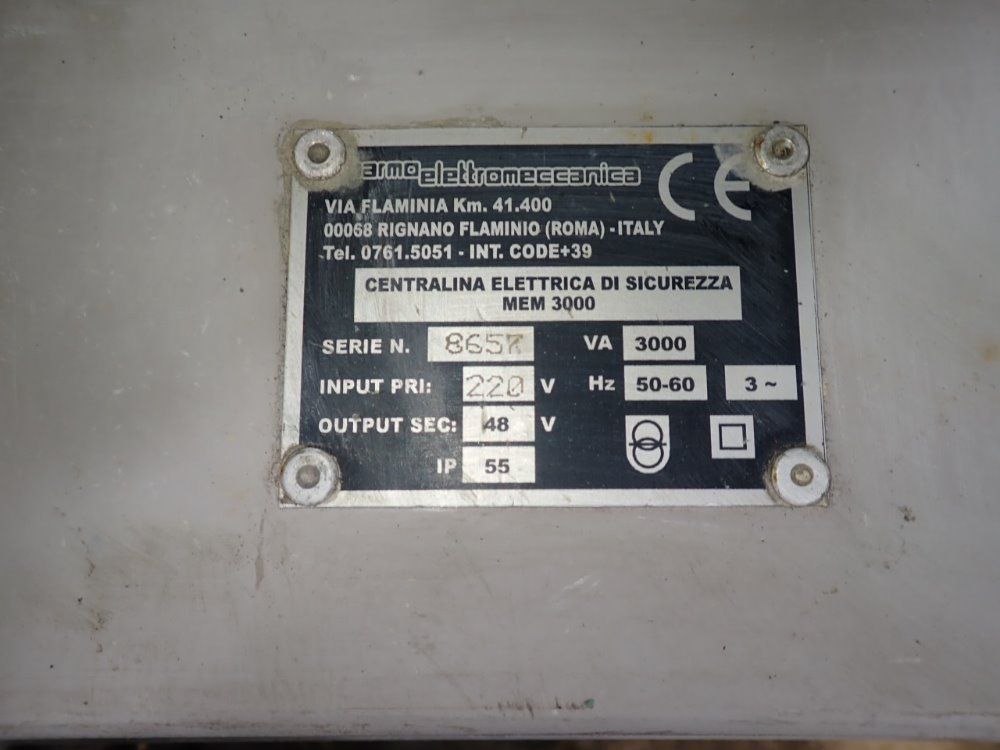 elettromeccanica CE
VIA FLAMINIA Km. 41.400
00068 RIGNANO FLAMINIO (ROMA) - ITALY
Tel. 0761.5051 - INT. CODE+39
CENTRALINA ELETTRICA DI SICUREZZA
MEM 3000
SERIE N. VA 3000
INPUT PRI: 220 V Hz 50-60 3 ~
OUTPUT SEC: 48 V
IP 55